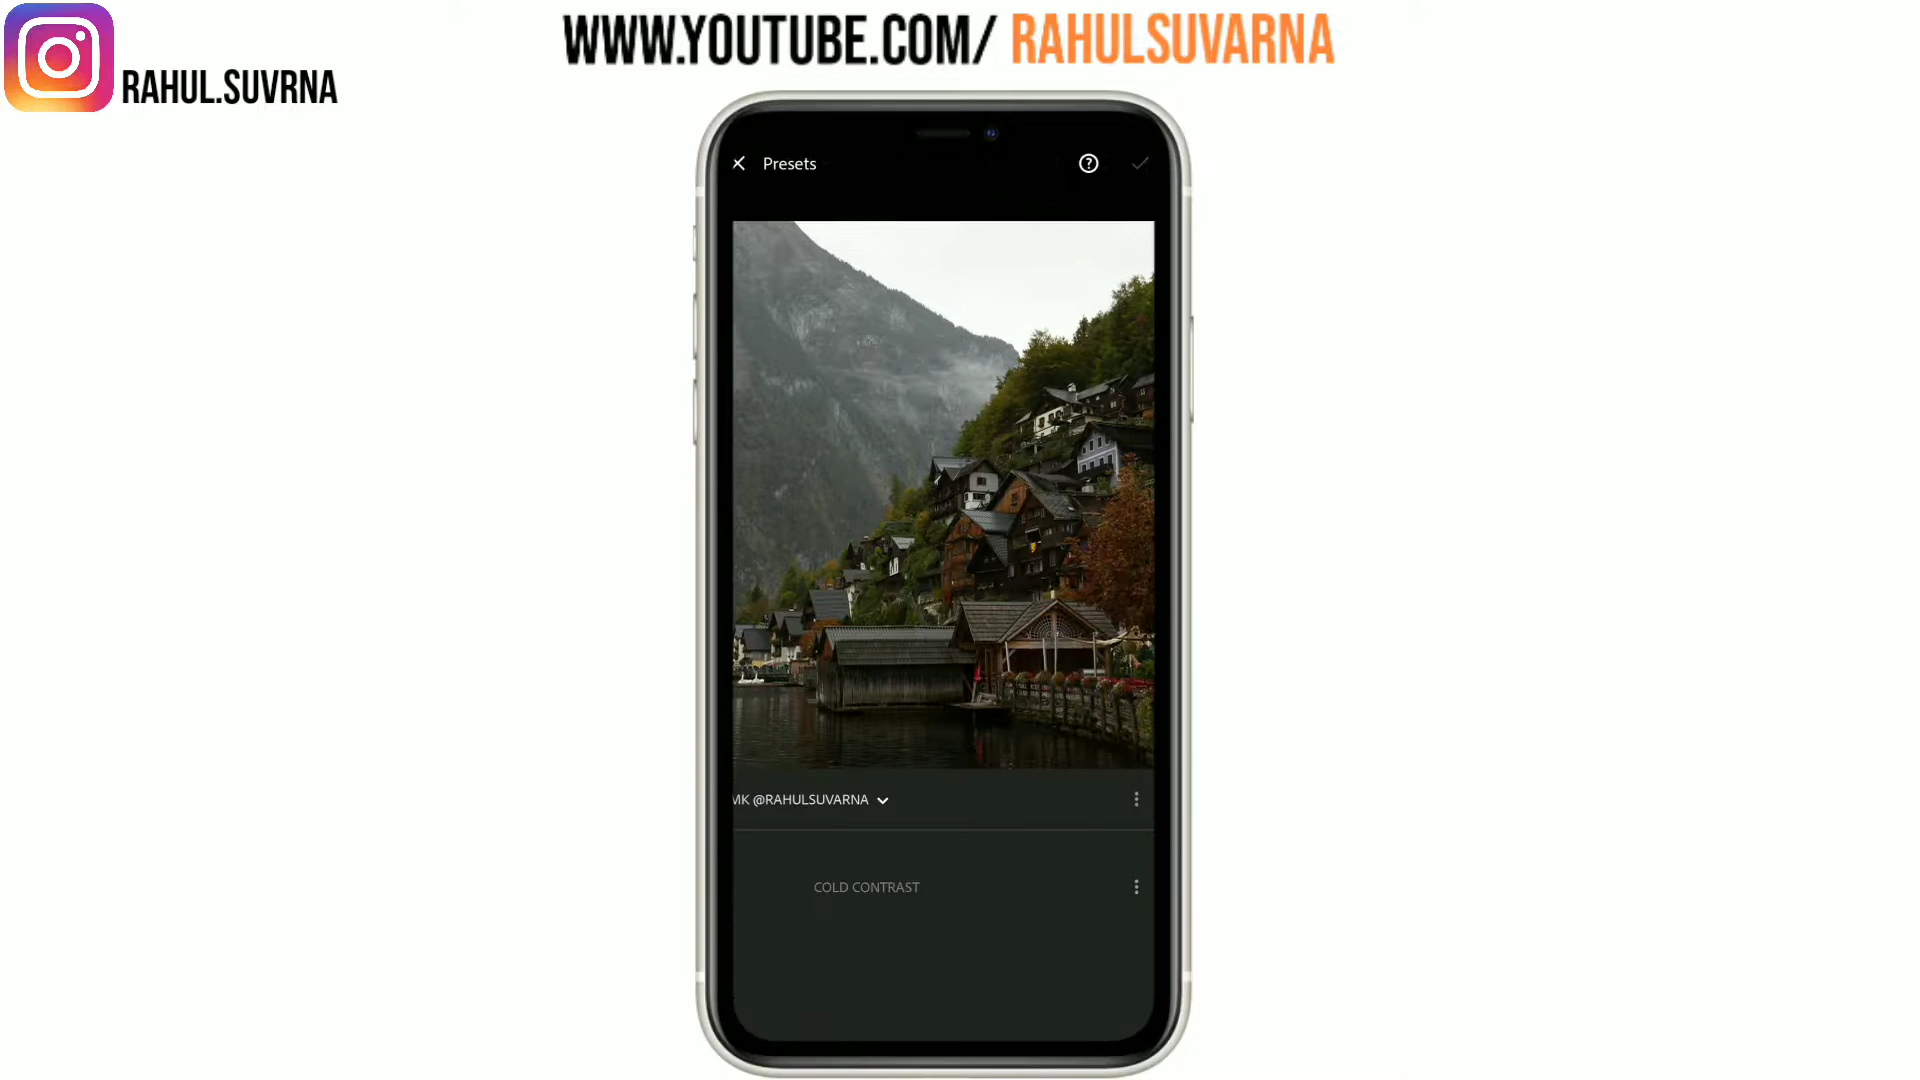 WWW.YOUTUBE.COM/ RAHULSUVARNA
RAHUL.SUVRNA
Presets
MK @RAHULSUVARNA
COLD CONTRAST